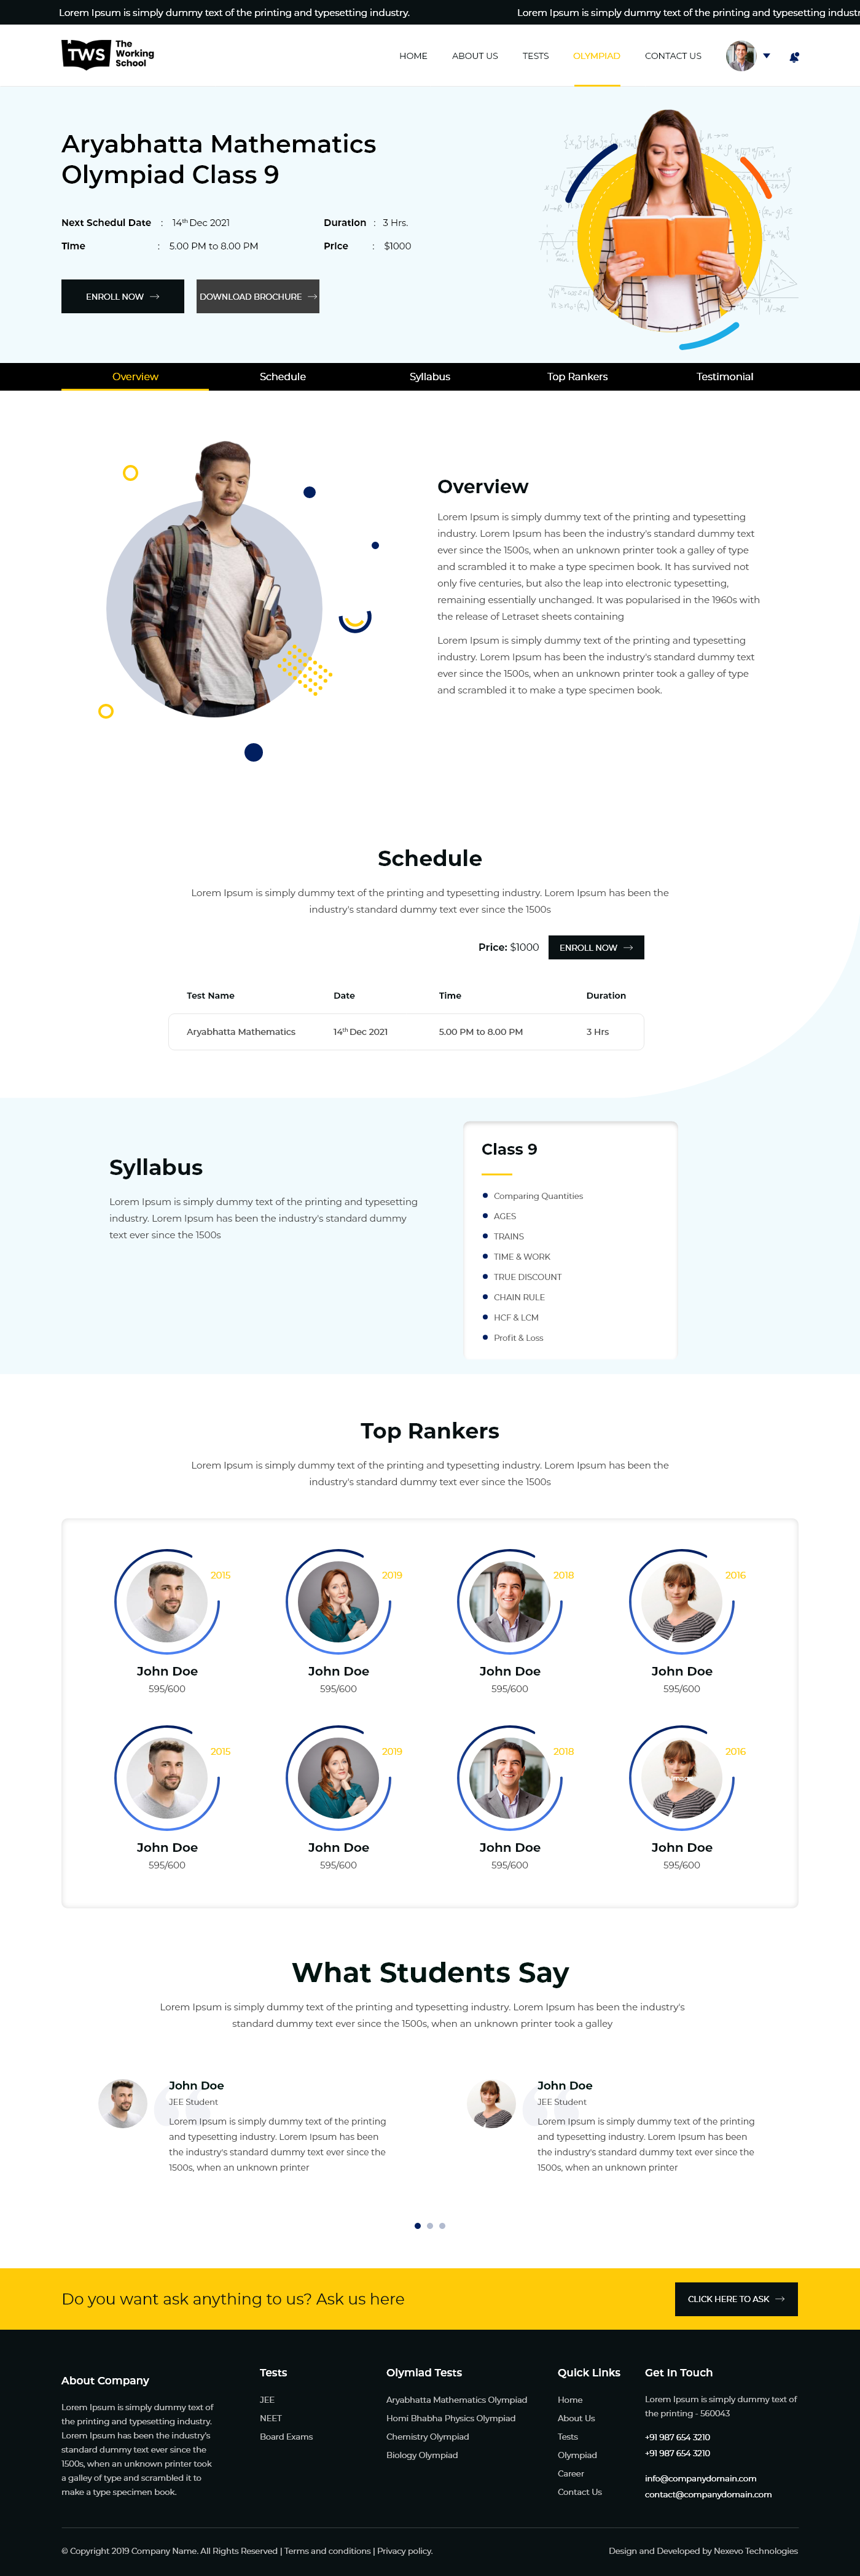 Lorem Ipsum is simply dummy text of the printing and typesetting industry.
Lorem Ipsum is simply dummy text of the printing and typesetting
TWS The Working School
HOME ABOUT US TESTS OLYMPIAD CONTACT US
Aryabhatta Mathematics
Olympiad Class 9
Next Schedul Date : 14th Dec 2021 Duration : 3 Hrs.
Time : 5.00 PM to 8.00 PM Price : $1000
ENROLL NOW DOWNLOAD BROCHURE
Overview Schedule Syllabus Top Rankers Testimonial
Overview
Lorem Ipsum is simply dummy text of the printing and typesetting
industry. Lorem Ipsum has been the industry's standard dummy text
ever since the 1500s, when an unknown printer took a galley of type
and scrambled it to make a type specimen book. It has survived not
only five centuries, but also the leap into electronic typesetting,
remaining essentially unchanged. It was popularised in the 1960s with
the release of Letraset sheets containing
Lorem Ipsum is simply dummy text of the printing and typesetting
industry. Lorem Ipsum has been the industry's standard dummy text
ever since the 1500s, when an unknown printer took a galley of type
and scrambled it to make a type specimen book.
Schedule
Lorem Ipsum is simply dummy text of the printing and typesetting industry. Lorem Ipsum has been the
industry's standard dummy text ever since the 1500s
Price: $1000 ENROLL NOW
Test Name Date Time Duration
Aryabhatta Mathematics 14th Dec 2021 5.00 PM to 8.00 PM 3 Hrs
Syllabus
Lorem Ipsum is simply dummy text of the printing and typesetting
industry. Lorem Ipsum has been the industry's standard dummy
text ever since the 1500s
Class 9
Comparing Quantities
AGES
TRAINS
TIME & WORK
TRUE DISCOUNT
CHAIN RULE
HCF & LCM
Profit & Loss
Top Rankers
Lorem Ipsum is simply dummy text of the printing and typesetting industry. Lorem Ipsum has been the
industry's standard dummy text ever since the 1500s
2015 2019 2018 2016
John Doe John Doe John Doe John Doe
595/600 595/600 595/600 595/600
2015 2019 2018 2016
John Doe John Doe John Doe John Doe
595/600 595/600 595/600 595/600
What Students Say
Lorem Ipsum is simply dummy text of the printing and typesetting industry. Lorem Ipsum has been the industry's
standard dummy text ever since the 1500s, when an unknown printer took a galley
John Doe
JEE Student
Lorem Ipsum is simply dummy text of the printing
and typesetting industry. Lorem Ipsum has been
the industry's standard dummy text ever since the
1500s, when an unknown printer
John Doe
JEE Student
Lorem Ipsum is simply dummy text of the printing
and typesetting industry. Lorem Ipsum has been
the industry's standard dummy text ever since the
1500s, when an unknown printer
Do you want ask anything to us? Ask us here
CLICK HERE TO ASK
About Company
Lorem Ipsum is simply dummy text of
the printing and typesetting industry.
Lorem Ipsum has been the industry's
standard dummy text ever since the
1500s, when an unknown printer took
a galley of type and scrambled it to
make a type specimen book.
Tests
JEE
NEET
Board Exams
Olymiad Tests
Aryabhatta Mathematics Olympiad
Homi Bhabha Physics Olympiad
Chemistry Olympiad
Biology Olympiad
Quick Links
Home
About Us
Tests
Olympiad
Career
Contact Us
Get In Touch
Lorem Ipsum is simply dummy text of
the printing - 560043
+91 987 654 3210
+91 987 654 3210
info@companydomain.com
contact@companydomain.com
© Copyright 2019 Company Name. All Rights Reserved | Terms and conditions | Privacy policy.
Design and Developed by Nexevo Technologies